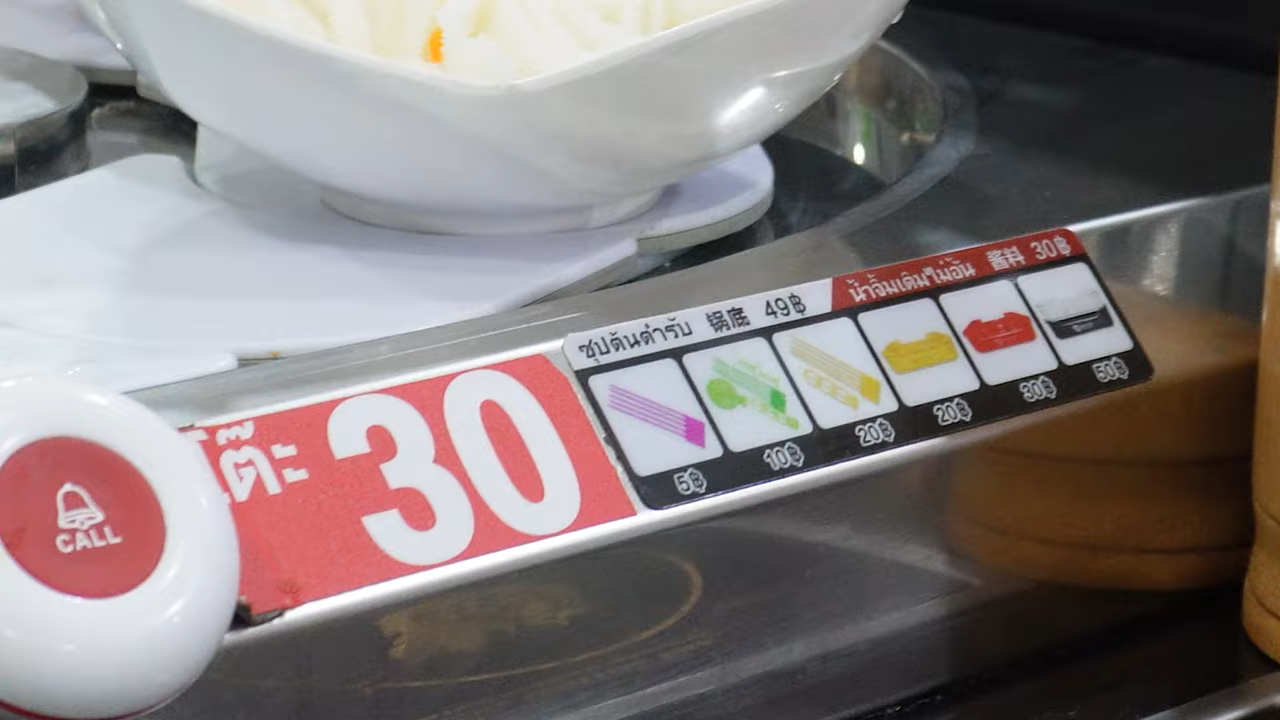 CALL
โต๊ะ 30
ซุปต้นตำรับ 锅底 49฿
น้ำจิ้มเติมไม่อั้น 酱料 30฿
5฿ 10฿ 20฿ 20฿ 30฿ 50฿